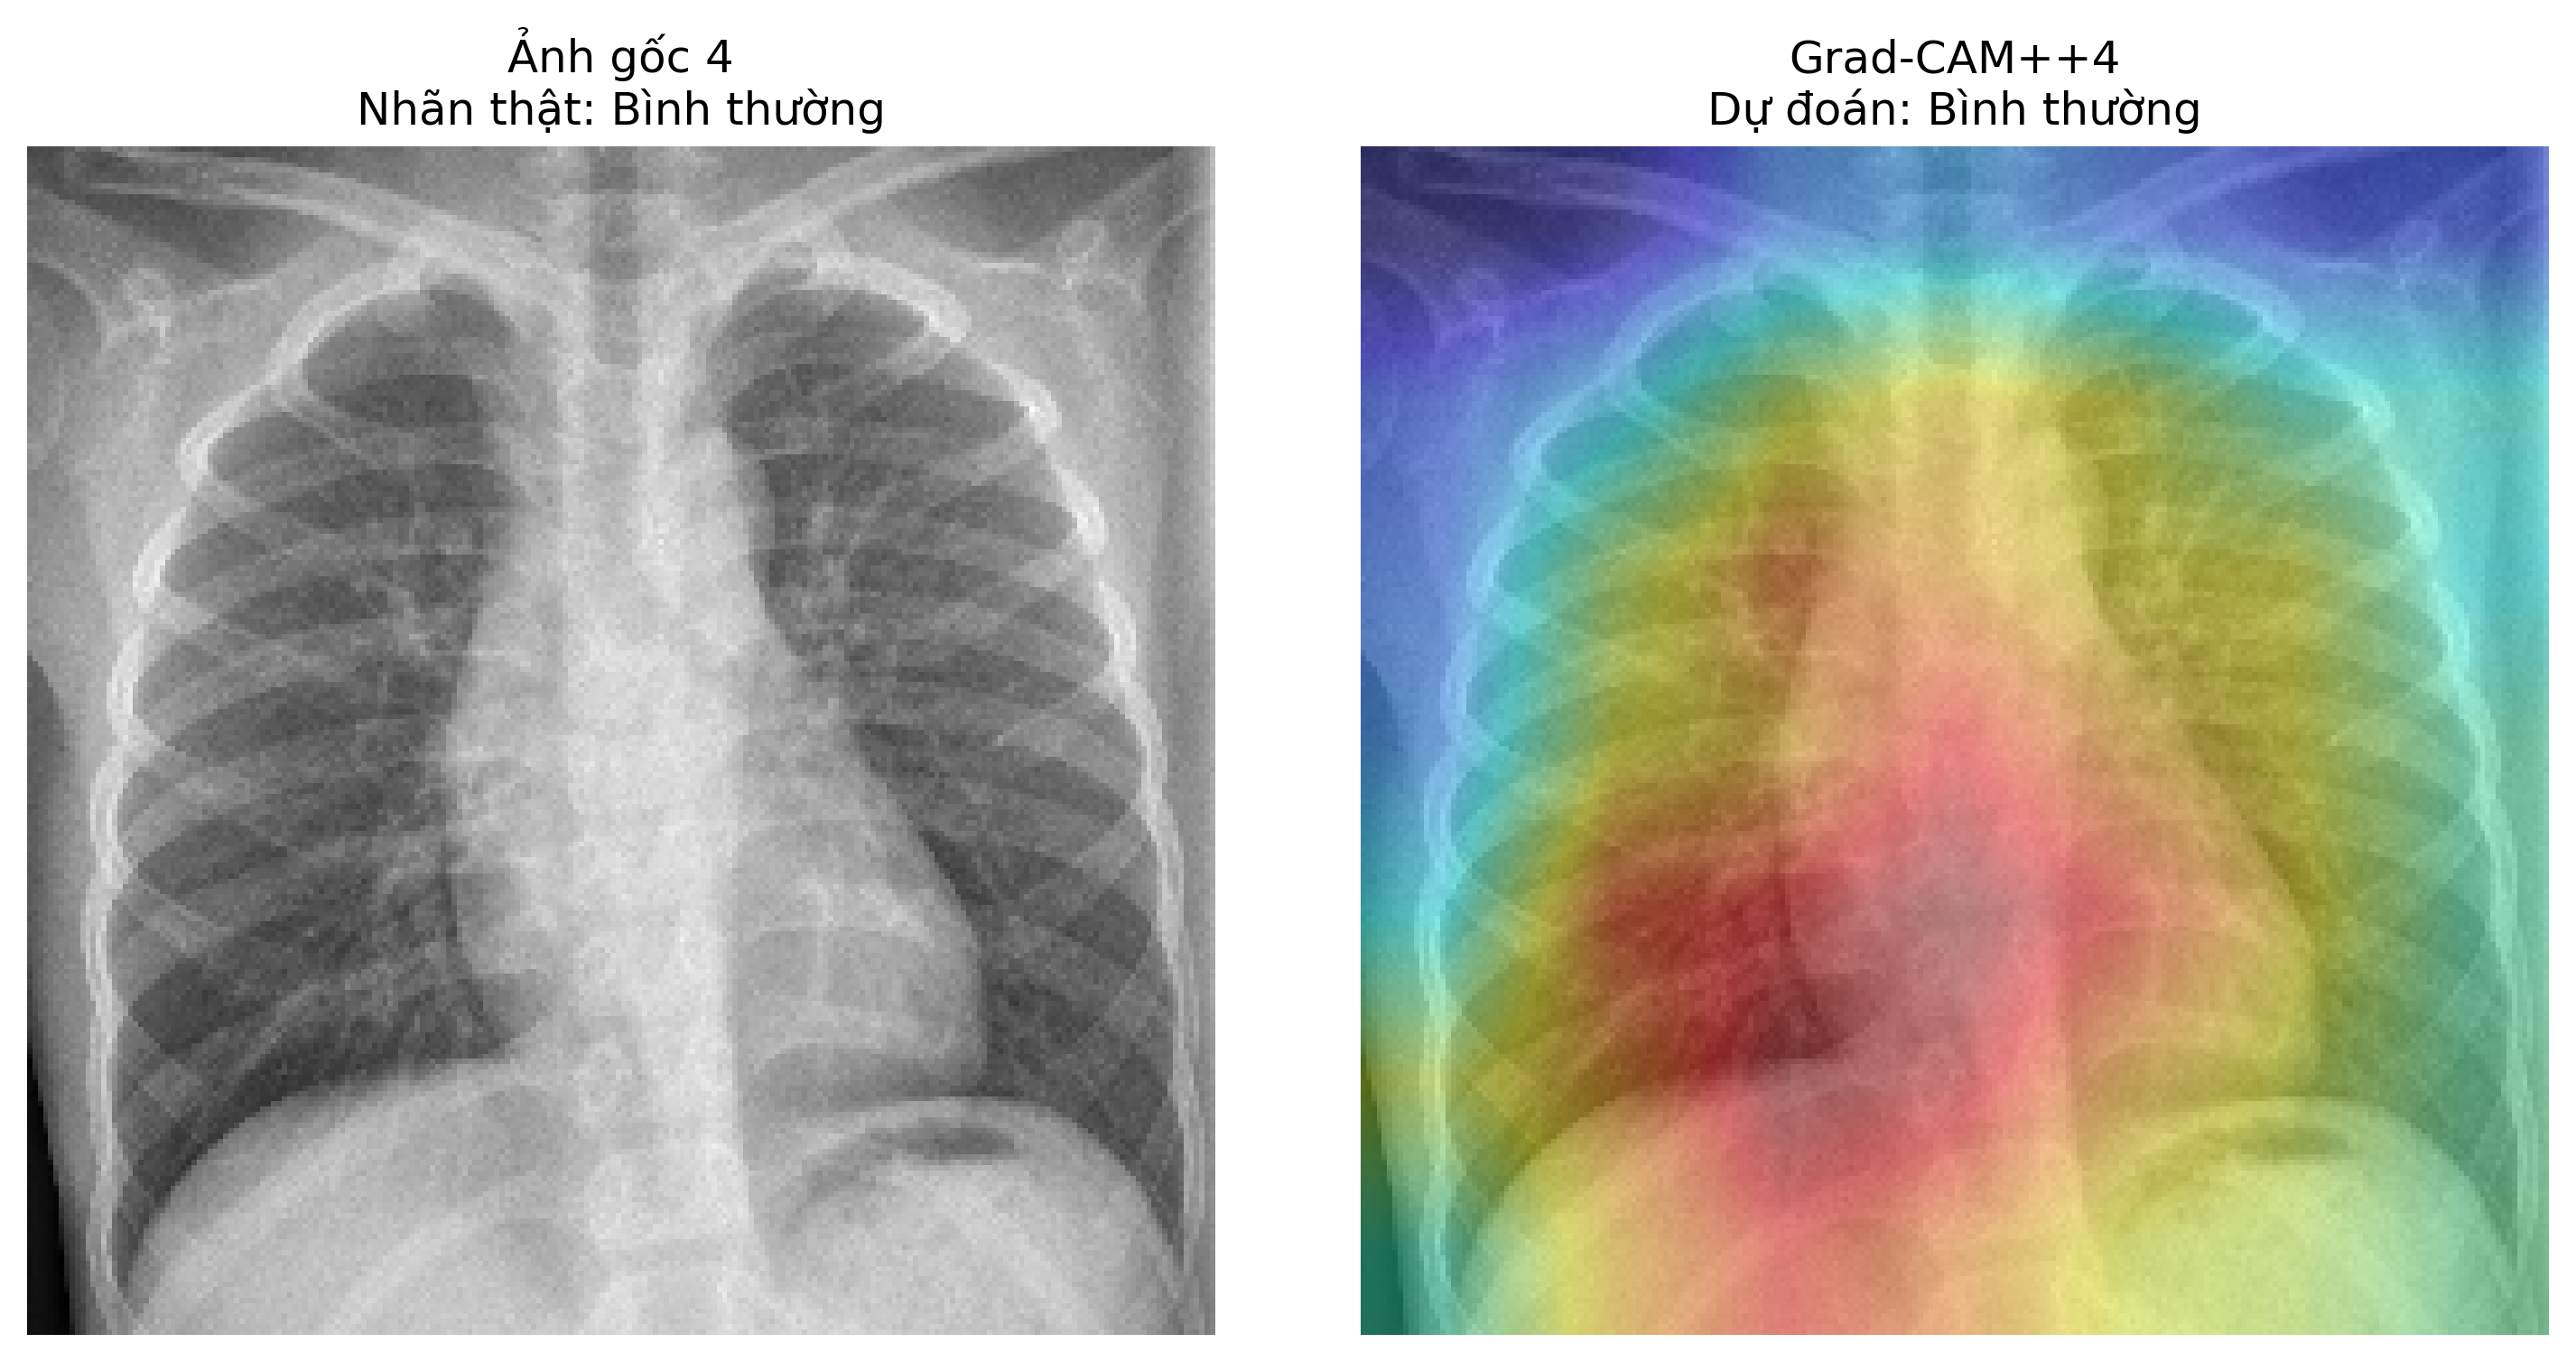 Ảnh gốc 4
Nhãn thật: Bình thường
Grad-CAM++4
Dự đoán: Bình thường